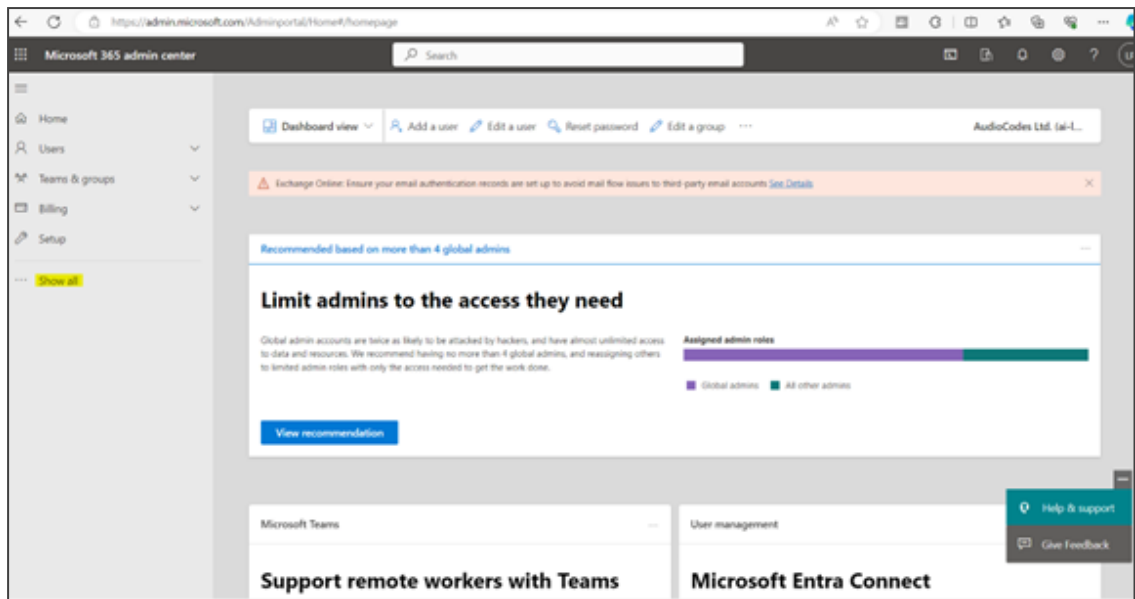 https://admin.microsoft.com/Adminportal/Home#/homepage
Microsoft 365 admin center
Search
Home
Users
Teams & groups
Billing
Setup
Show all
Dashboard view
Add a user
Edit a user
Reset password
Edit a group
AudioCodes Ltd. (ai-l...
Exchange Online: Ensure your email authentication records are set up to avoid mail flow issues to third-party email accounts See Details
Recommended based on more than 4 global admins
Limit admins to the access they need
Global admin accounts are twice as likely to be attacked by hackers, and have almost unlimited access
to data and resources. We recommend having no more than 4 global admins, and reassigning others
to limited admin roles with only the access needed to get the work done.
Assigned admin roles
Global admins
All other admins
View recommendation
Help & support
Give Feedback
Microsoft Teams
Support remote workers with Teams
User management
Microsoft Entra Connect